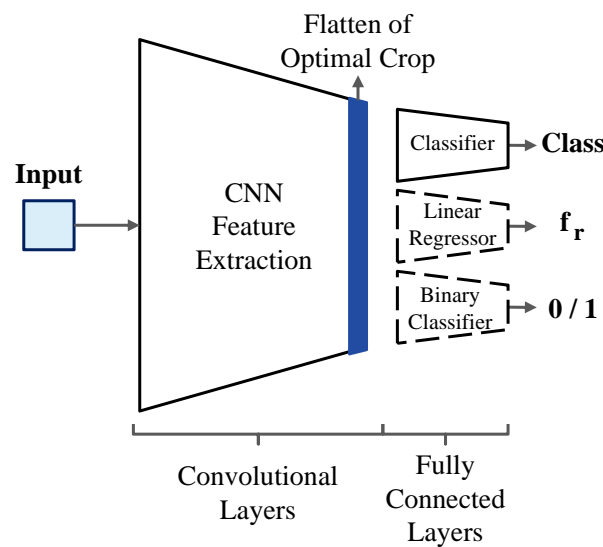 Flatten of
Optimal Crop
Input
CNN
Feature
Extraction
Classifier
Class
Linear
Regressor
f r
Binary
Classifier
0 / 1
Convolutional
Layers
Fully
Connected
Layers